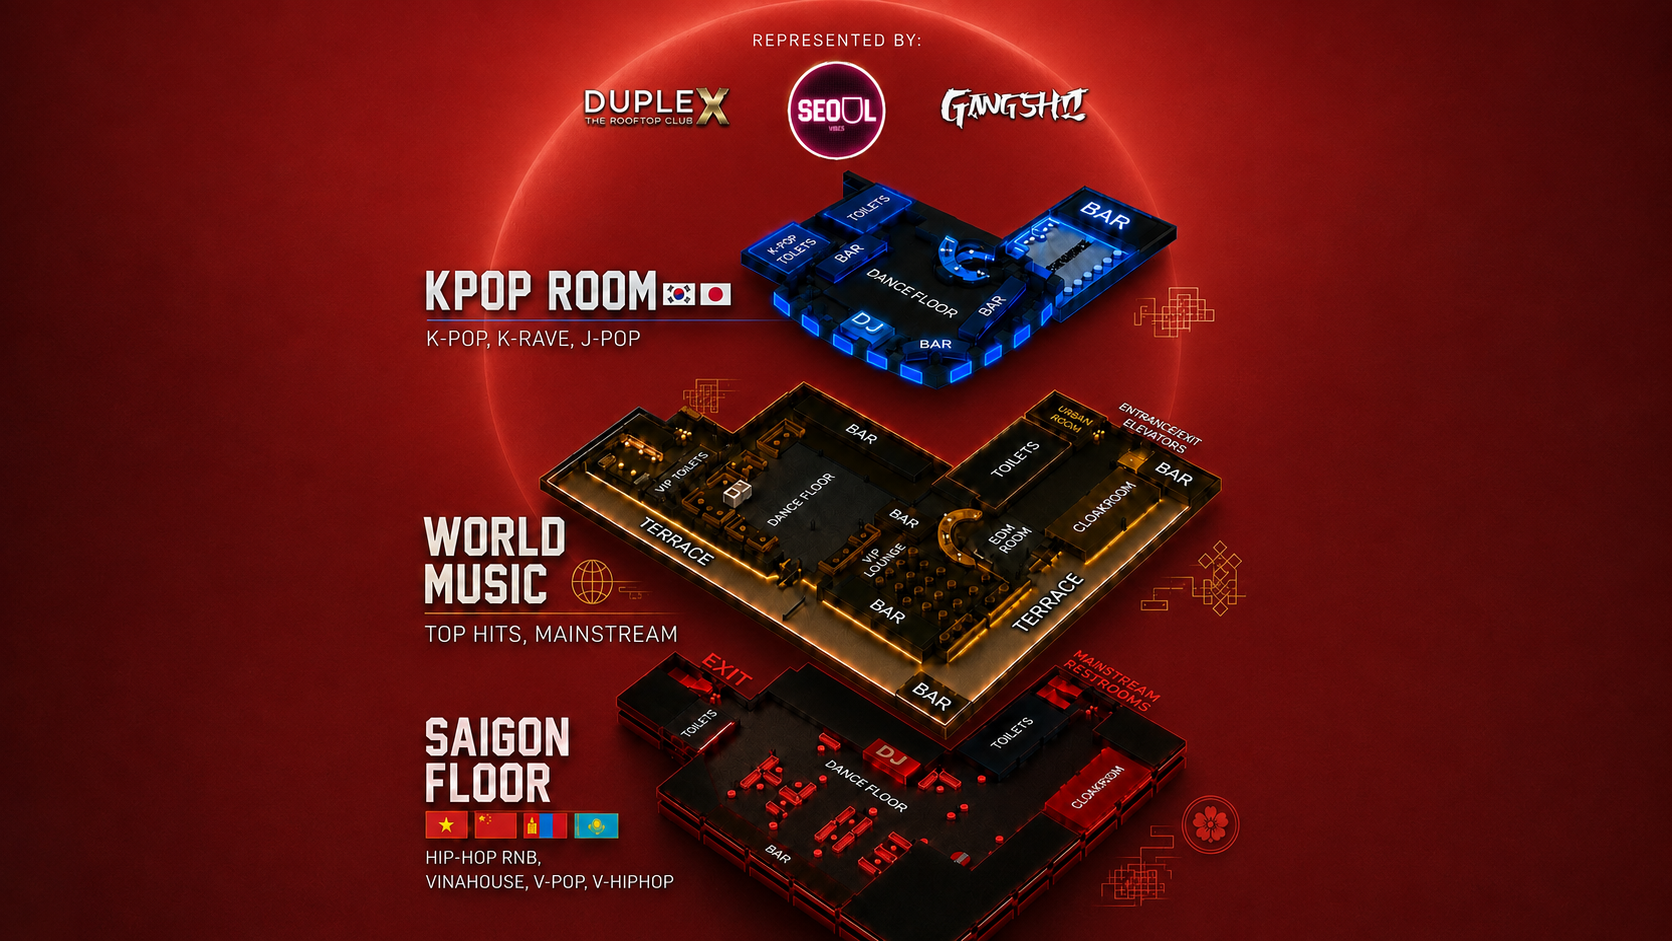 REPRESENTED BY:
DUPLEX
THE ROOFTOP CLUB
SEOUL
VIBES
GANGSHII
KPOP ROOM
K-POP, K-RAVE, J-POP
TOILETS
K-POP
TOILETS
BAR
DANCE FLOOR
BAR
BAR
DJ
BAR
WORLD
MUSIC
TOP HITS, MAINSTREAM
BAR
VIP TOILETS
DJ
DANCE FLOOR
TERRACE
BAR
VIP
LOUNGE
BAR
URBAN
ROOM
ENTRANCE/EXIT
ELEVATORS
TOILETS
BAR
CLOAKROOM
EDM
ROOM
TERRACE
BAR
SAIGON
FLOOR
HIP-HOP RNB,
VINAHOUSE, V-POP, V-HIPHOP
EXIT
TOILETS
DJ
DANCE FLOOR
BAR
MAINSTREAM
RESTROOMS
TOILETS
CLOAKROOM